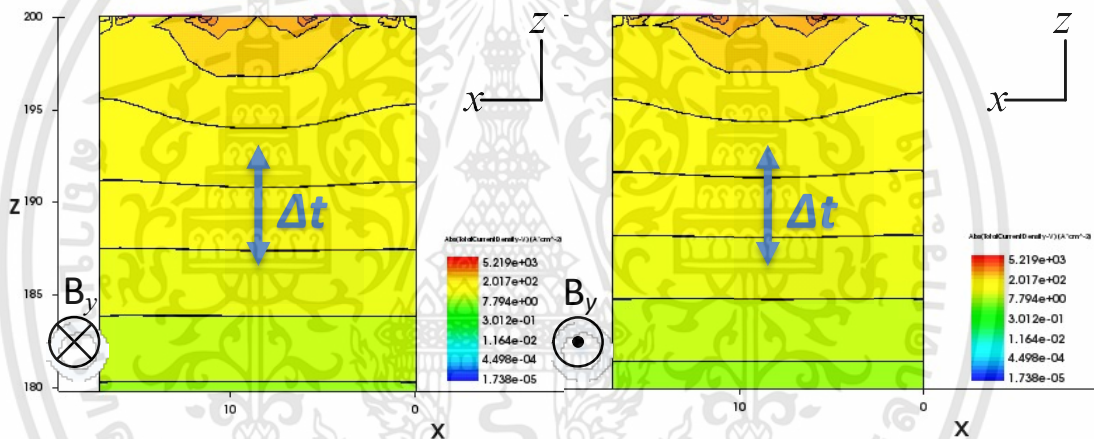 200
195
190
185
180
Z
10
0
X
z
x
Δt
B_y
Abs(TotalCurrentDensity-V) (A*cm^-2)
5.219e+03
2.017e+02
7.794e+00
3.012e-01
1.164e-02
4.498e-04
1.738e-05
z
x
Δt
B_y
10
0
X
Abs(TotalCurrentDensity-V) (A*cm^-2)
5.219e+03
2.017e+02
7.794e+00
3.012e-01
1.164e-02
4.498e-04
1.738e-05